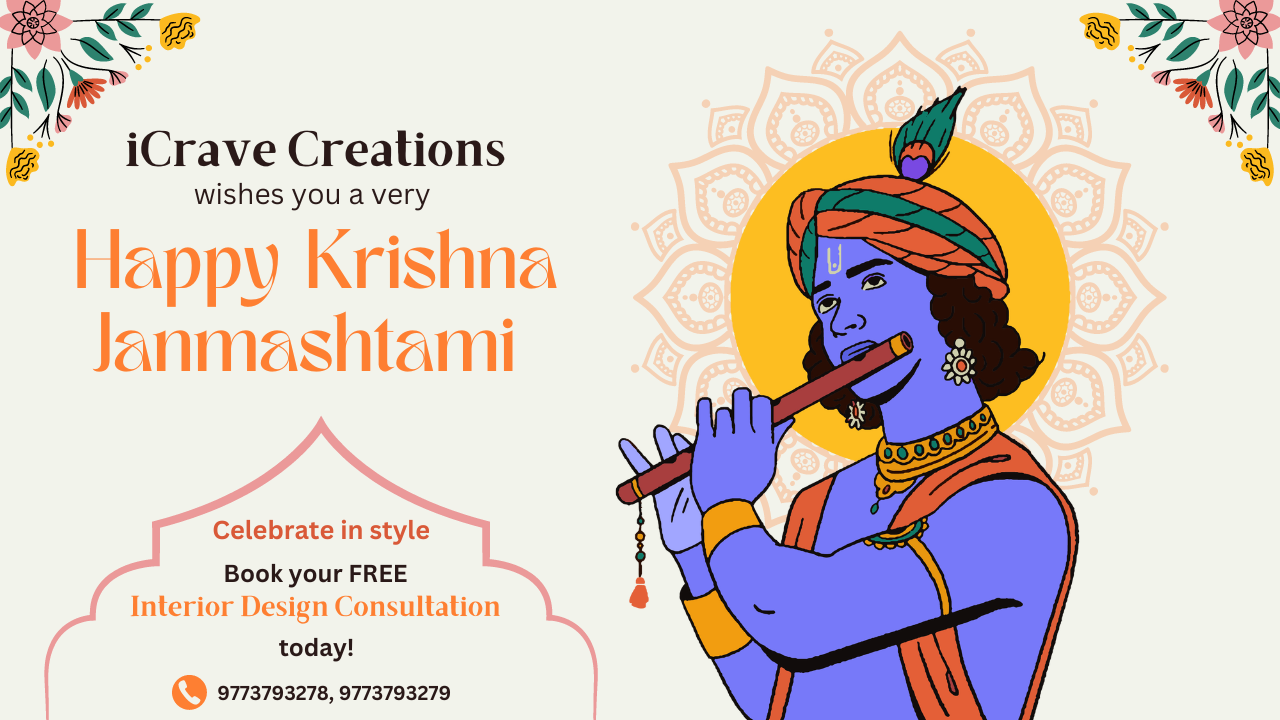 iCrave Creations
wishes you a very
Happy Krishna
Janmashtami
Celebrate in style
Book your FREE
Interior Design Consultation
today!
9773793278, 9773793279